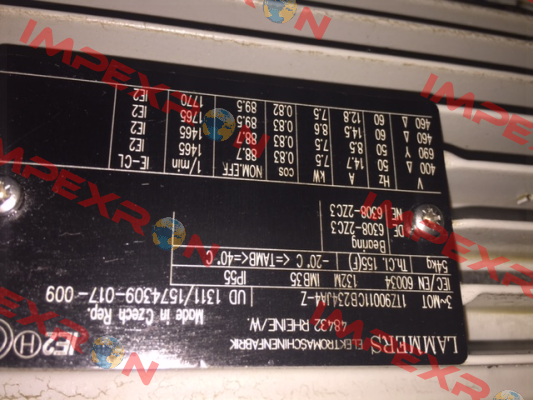 LAMMERS ELEKTROMASCHINENFABRIK
48432 RHEINE/W.
IE2 H
Made in Czech Rep.
3~MOT 1TZ90011CB234JA4-Z UD 1311/1574309-017-009
IEC/EN 60034 132M IMB35 IP55
54kg Th.Cl. 155(F) -20°C <=TAMB<=40°C
Bearing
DE 6308-2ZC3
NE 6308-2ZC3
V Hz A kW cos NOM.EFF 1/min IE-CL
400 Δ 50 14.7 7.5 0.83 88.7 1465 IE2
690 Y 50 8.5 7.5 0.83 88.7 1465 IE2
460 Δ 60 14.5 8.6 0.83 89.5 1765 IE2
460 Δ 60 12.8 7.5 0.82 89.5 1770 IE2
IMPEXRON
IMPEXRON
IMPEXRON
IMPEXRON
IMPEXRON